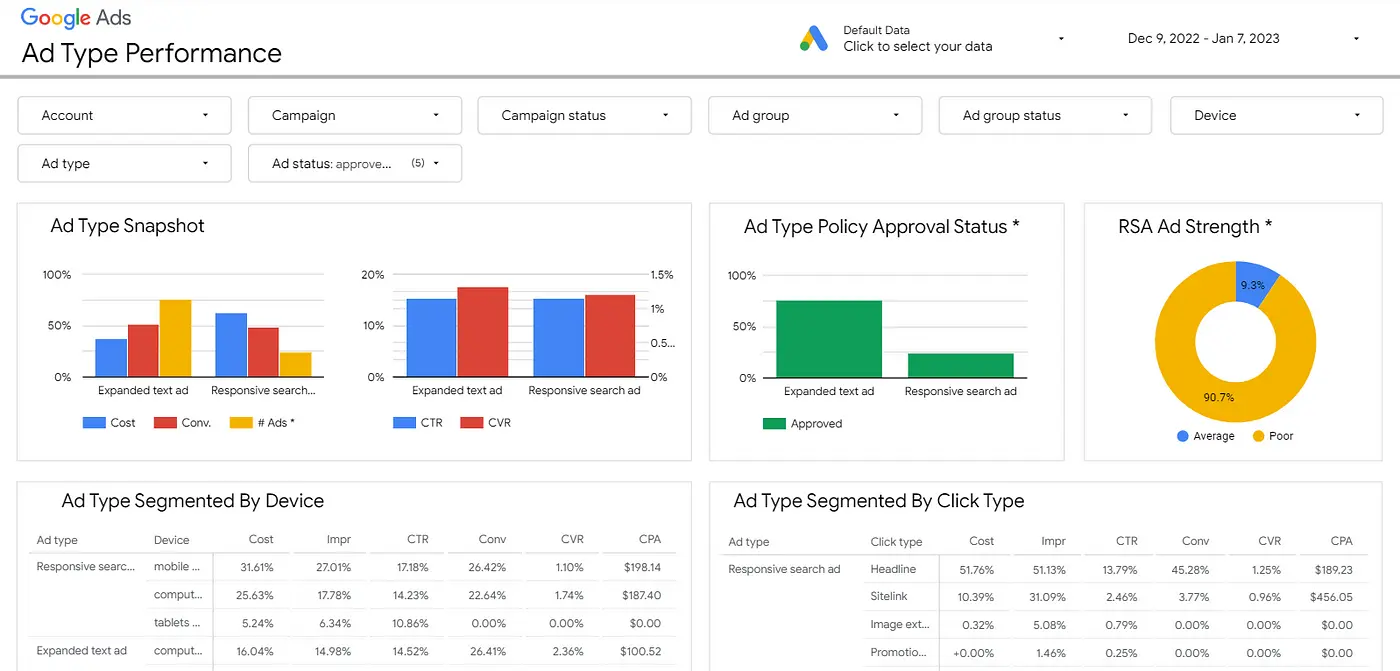 Google Ads
Ad Type Performance
Default Data
Click to select your data
Dec 9, 2022 - Jan 7, 2023
Account
Campaign
Campaign status
Ad group
Ad group status
Device
Ad type
Ad status: approve... (5)
Ad Type Snapshot
100%
50%
0%
Expanded text ad Responsive search...
Cost Conv. # Ads *
20%
10%
0%
1.5%
1%
0.5...
0%
Expanded text ad Responsive search ad
CTR CVR
Ad Type Policy Approval Status *
100%
50%
0%
Expanded text ad Responsive search ad
Approved
RSA Ad Strength *
9.3%
90.7%
Average Poor
Ad Type Segmented By Device
Ad type Device Cost Impr CTR Conv CVR CPA
Responsive searc... mobile ... 31.61% 27.01% 17.18% 26.42% 1.10% $198.14
comput... 25.63% 17.78% 14.23% 22.64% 1.74% $187.40
tablets ... 5.24% 6.34% 10.86% 0.00% 0.00% $0.00
Expanded text ad comput... 16.04% 14.98% 14.52% 26.41% 2.36% $100.52
Ad Type Segmented By Click Type
Ad type Click type Cost Impr CTR Conv CVR CPA
Responsive search ad Headline 51.76% 51.13% 13.79% 45.28% 1.25% $189.23
Sitelink 10.39% 31.09% 2.46% 3.77% 0.96% $456.05
Image ext... 0.32% 5.08% 0.79% 0.00% 0.00% $0.00
Promotio... +0.00% 1.46% 0.25% 0.00% 0.00% $0.00